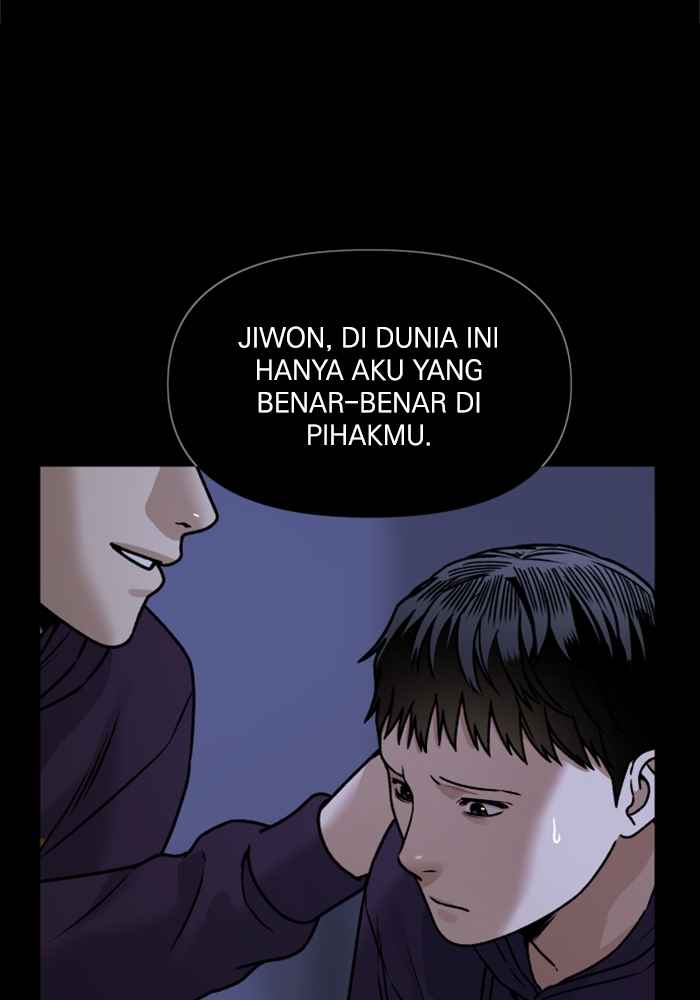 JIWON, DI DUNIA INI
HANYA AKU YANG
BENAR-BENAR DI
PIHAKMU.